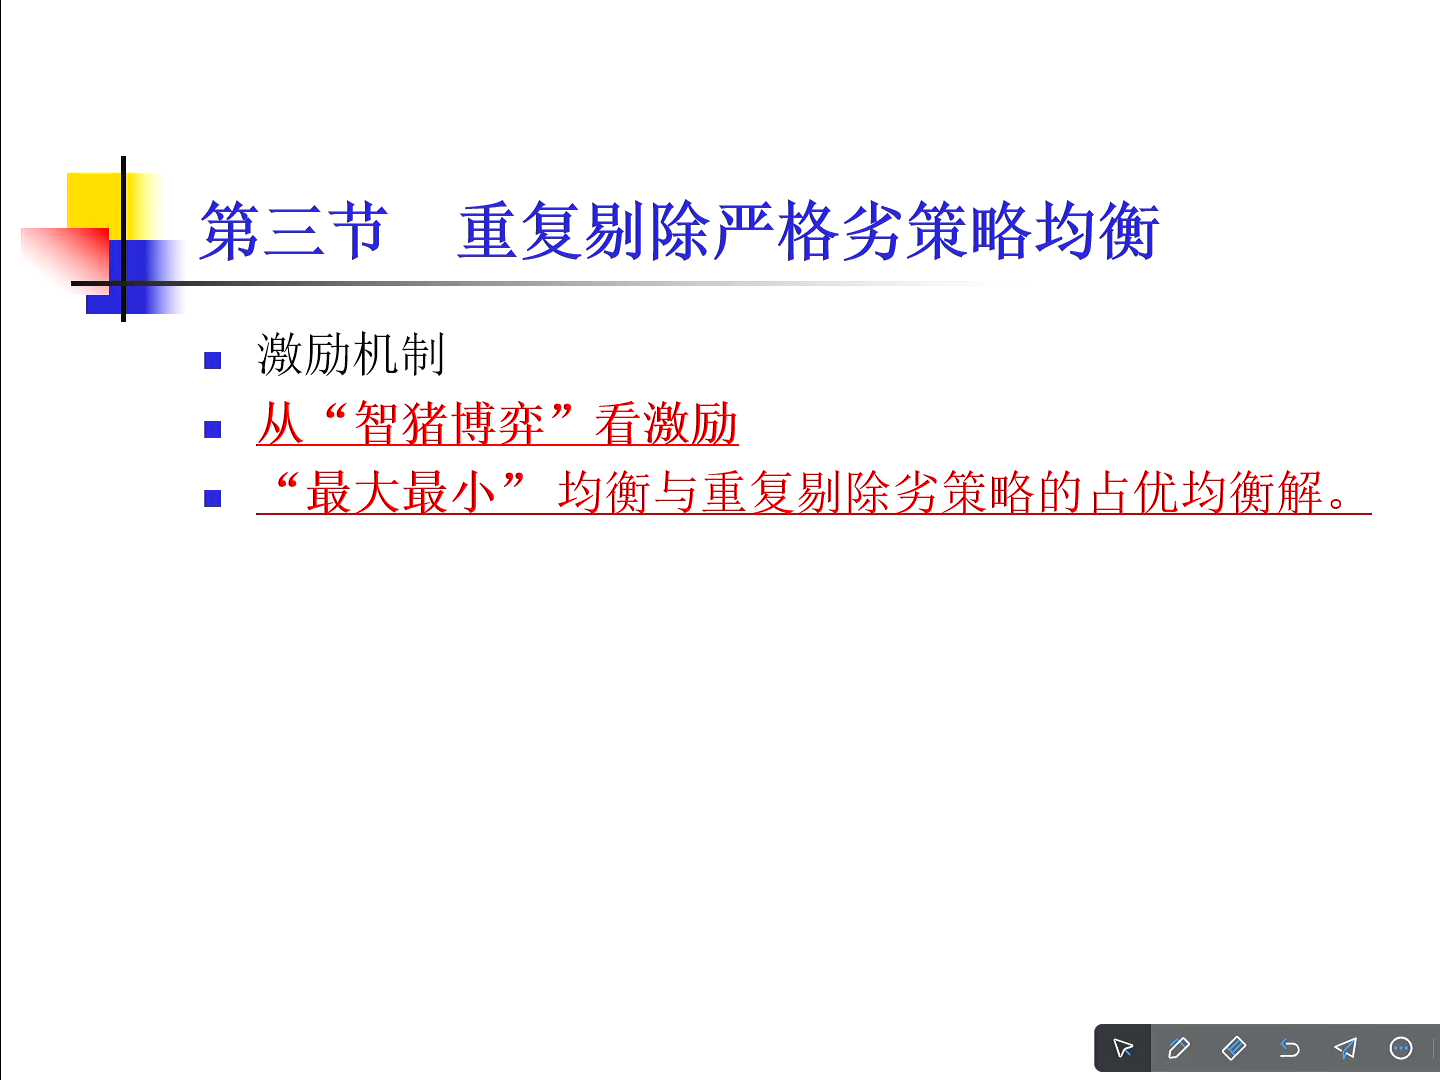 第三节　重复剔除严格劣策略均衡
激励机制
从“智猪博弈”看激励
“最大最小” 均衡与重复剔除劣策略的占优均衡解。